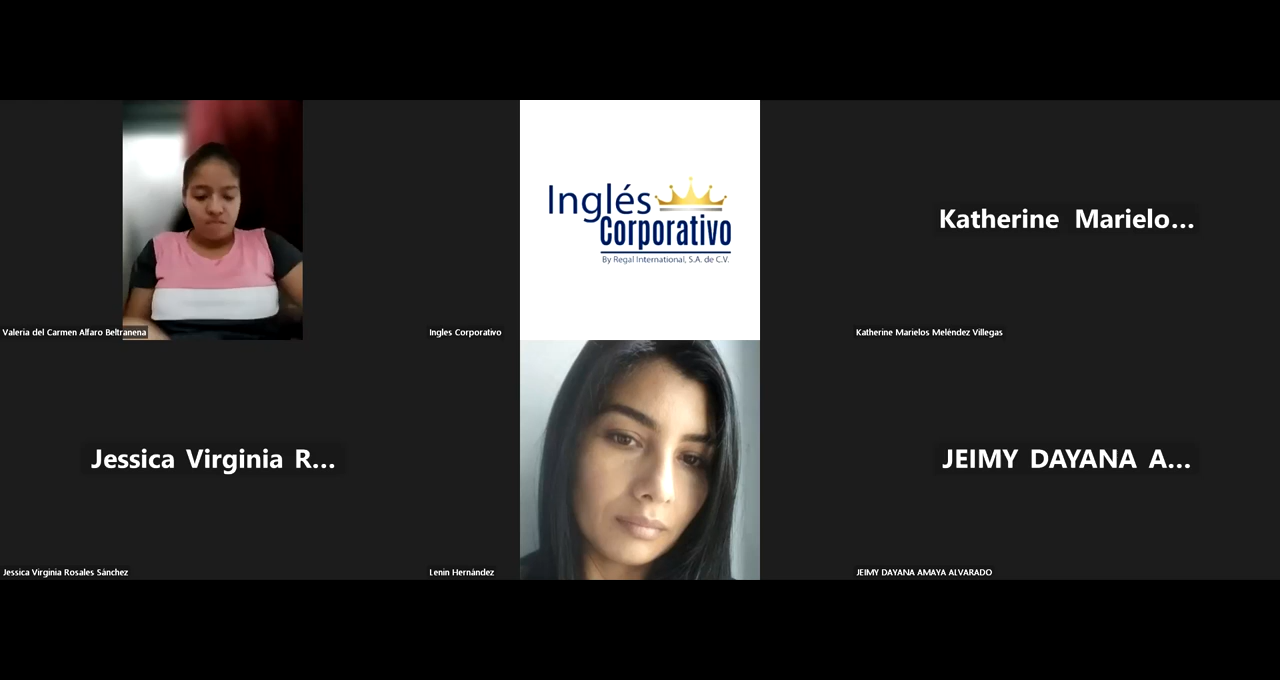 Inglés
Corporativo
By Regal International, S.A. de C.V.
Katherine Marielo...
Valeria del Carmen Alfaro Beltranena
Ingles Corporativo
Katherine Marielos Meléndez Villegas
Jessica Virginia R...
JEIMY DAYANA A...
Jessica Virginia Rosales Sánchez
Lenin Hernández
JEIMY DAYANA AMAYA ALVARADO